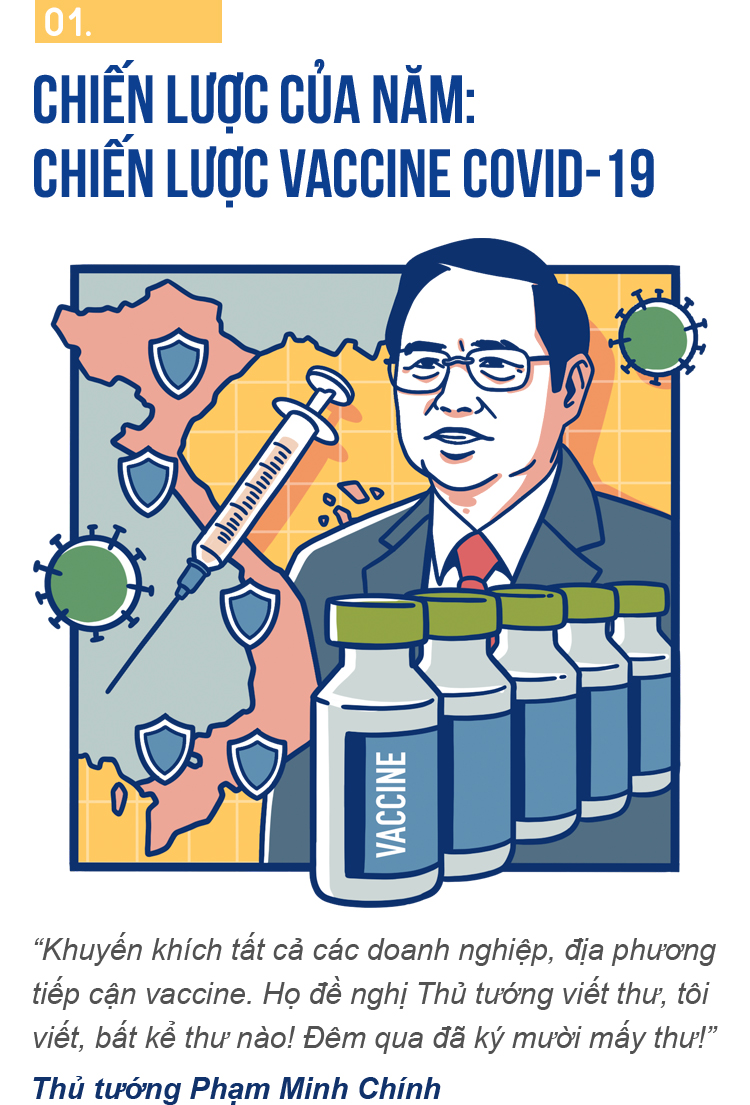 01.
CHIẾN LƯỢC CỦA NĂM:
CHIẾN LƯỢC VACCINE COVID-19
VACCINE
“Khuyến khích tất cả các doanh nghiệp, địa phương
tiếp cận vaccine. Họ đề nghị Thủ tướng viết thư, tôi
viết, bất kể thư nào! Đêm qua đã ký mười mấy thư!”
Thủ tướng Phạm Minh Chính